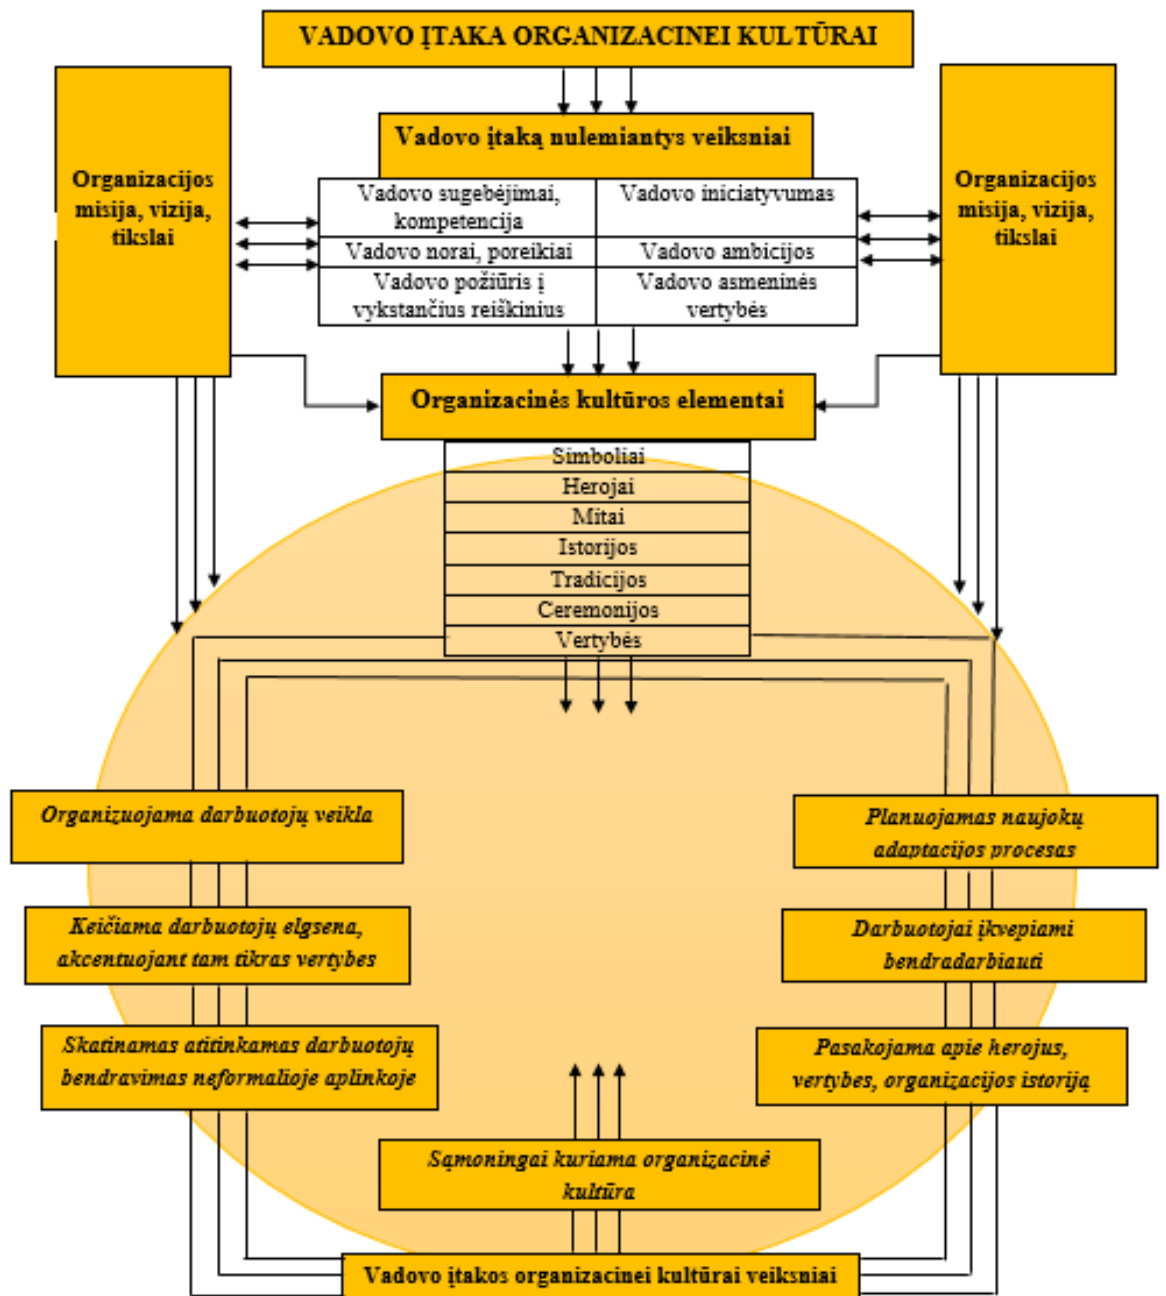 VADOVO ĮTAKA ORGANIZACINEI KULTŪRAI
Vadovo įtaką nulemiantys veiksniai
Organizacijos
misija, vizija,
tikslai
Vadovo sugebėjimai,
kompetencija
Vadovo iniciatyvumas
Vadovo norai, poreikiai
Vadovo ambicijos
Vadovo požiūris į
vykstančius reiškinius
Vadovo asmeninės
vertybės
Organizacijos
misija, vizija,
tikslai
Organizacinės kultūros elementai
Simboliai
Herojai
Mitai
Istorijos
Tradicijos
Ceremonijos
Vertybės
Organizuojama darbuotojų veikla
Planuojamas naujokų
adaptacijos procesas
Keičiama darbuotojų elgsena,
akcentuojant tam tikras vertybes
Darbuotojai įkvepiami
bendradarbiauti
Skatinamas atitinkamas darbuotojų
bendravimas neformalioje aplinkoje
Pasakojama apie herojus,
vertybes, organizacijos istoriją
Sąmoningai kuriama organizacinė
kultūra
Vadovo įtakos organizacinei kultūrai veiksniai